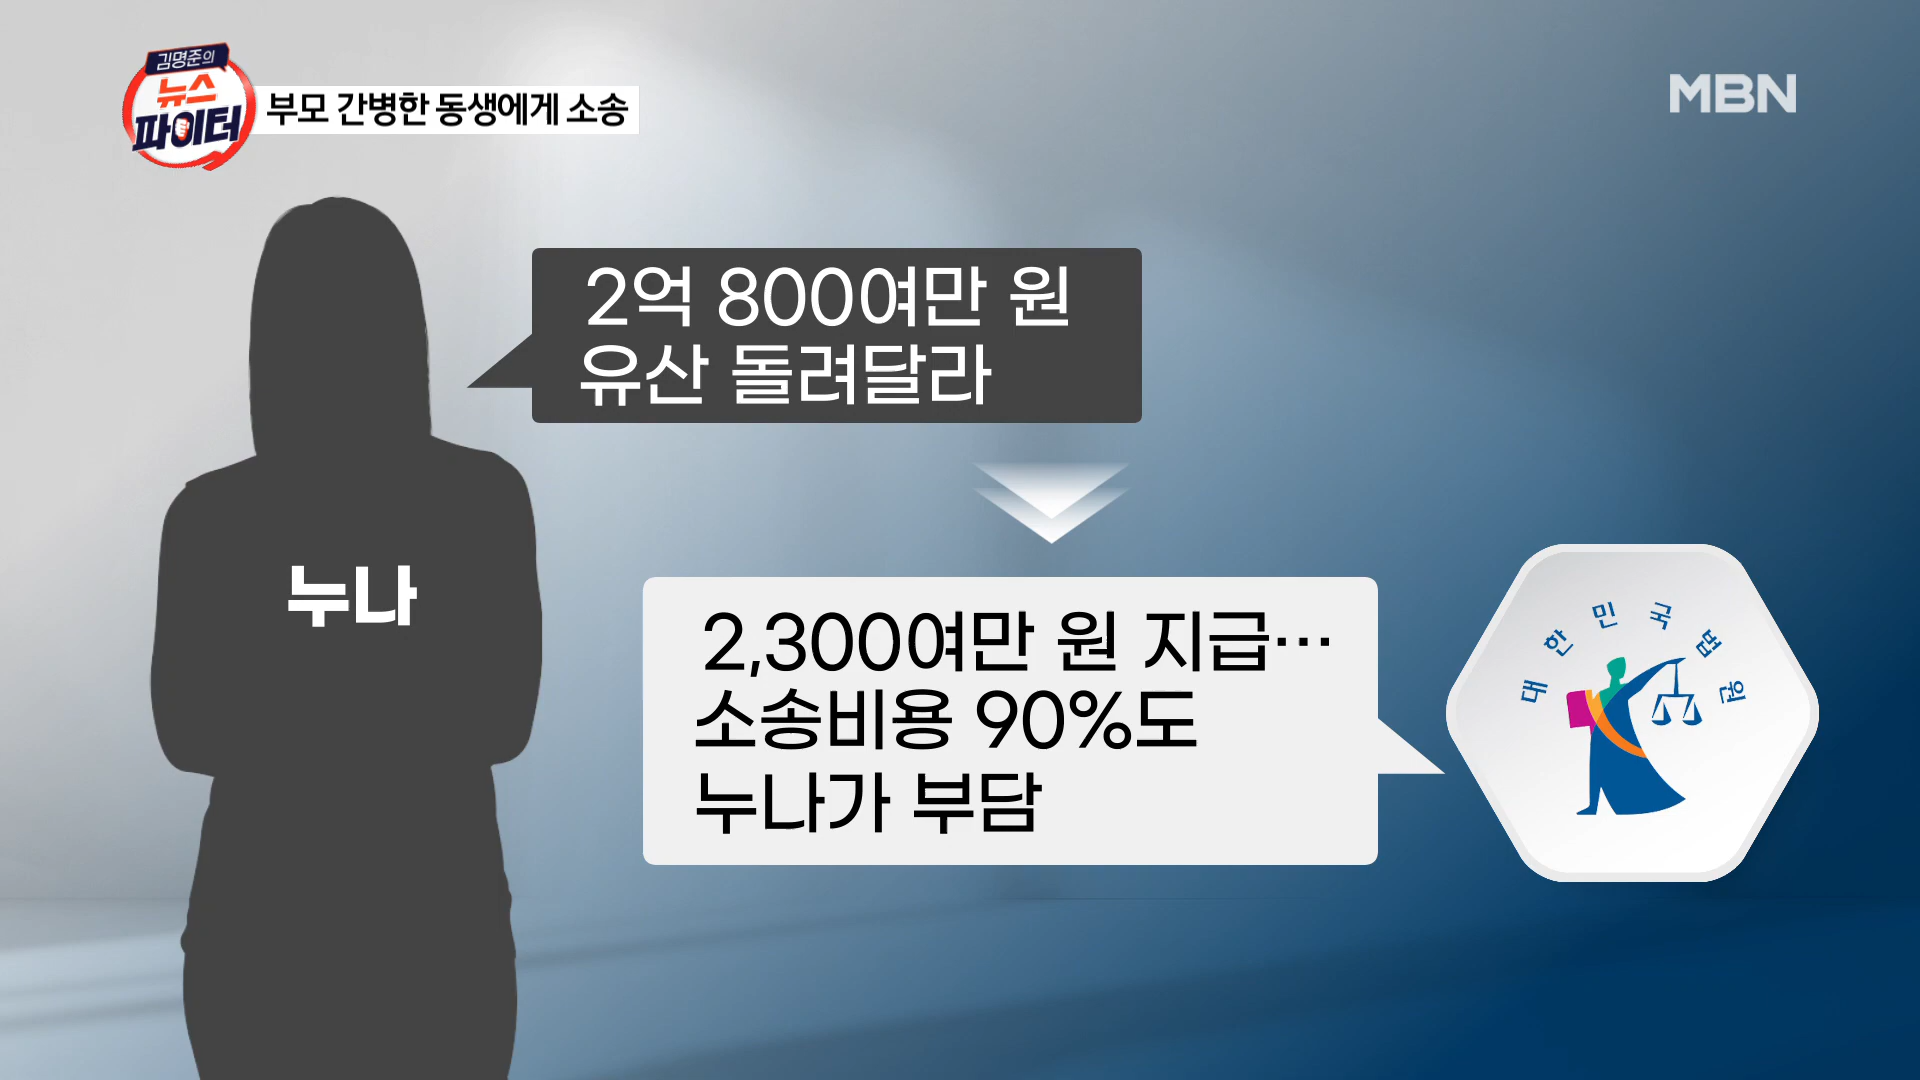 김명준의
뉴스
파이터
부모 간병한 동생에게 소송
MBN
2억 800여만 원
유산 돌려달라
누나
2,300여만 원 지급…
소송비용 90%도
누나가 부담
대한민국법원